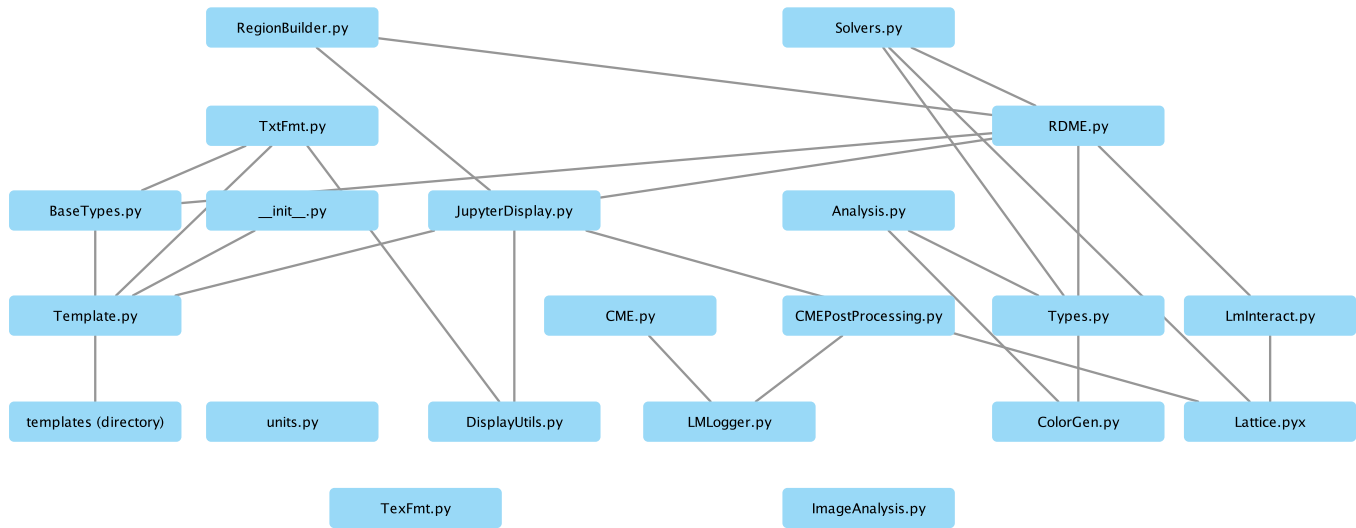 RegionBuilder.py
Solvers.py
TxtFmt.py
RDME.py
BaseTypes.py
__init__.py
JupyterDisplay.py
Analysis.py
Template.py
CME.py
CMEPostProcessing.py
Types.py
LmInteract.py
templates (directory)
units.py
DisplayUtils.py
LMLogger.py
ColorGen.py
Lattice.pyx
TexFmt.py
ImageAnalysis.py